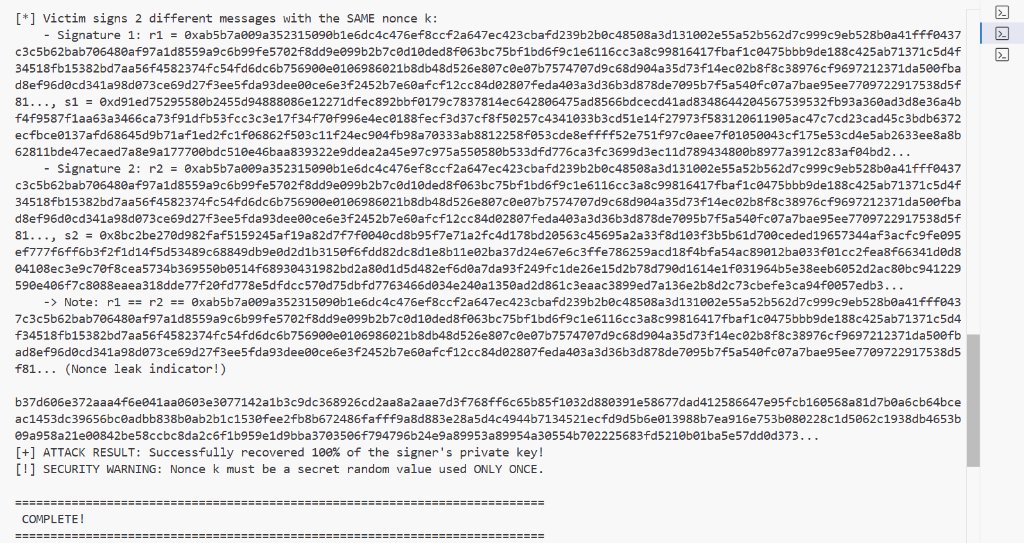 [*] Victim signs 2 different messages with the SAME nonce k:
- Signature 1: r1 = 0xab5b7a009a352315090b1e6dc4c476ef8ccf2a647ec423cbafd239b2b0c48508a3d131002e55a52b562d7c999c9eb528b0a41fff0437
c3c5b62bab706480af97a1d8559a9c6b99fe5702f8dd9e099b2b7c0d10ded8f063bc75bf1bd6f9c1e6116cc3a8c99816417fbaf1c0475bbb9de188c425ab71371c5d4f
34518fb15382bd7aa56f4582374fc54fd6dc6b756900e0106986021b8db48d526e807c0e07b7574707d9c68d904a35d73f14ec02b8f8c38976cf9697212371da500fba
d8ef96d0cd341a98d073ce69d27f3ee5fda93dee00ce6e3f2452b7e60afcf12cc84d02807feda403a3d36b3d878de7095b7f5a540fc07a7bae95ee7709722917538d5f
81..., s1 = 0xd91ed75295580b2455d94888086e12271dfec892bbf0179c7837814ec642806475ad8566bdcecd41ad8348644204567539532fb93a360ad3d8e36a4b
f4f9587f1aa63a3466ca73f91dfb53fcc3c3e17f34f70f996e4ec0188fecf3d37cf8f50257c4341033b3cd51e14f27973f583120611905ac47c7cd23cad45c3bdb6372
ecfbce0137afd68645d9b71af1ed2fc1f06862f503c11f24ec904fb98a70333ab8812258f053cde8effff52e751f97c0aee7f01050043cf175e53cd4e5ab2633ee8a8b
62811bde47ecaed7a8e9a177700bdc510e46baa839322e9ddea2a45e97c975a550580b533dfd776ca3fc3699d3ec11d789434800b8977a3912c83af04bd2...
- Signature 2: r2 = 0xab5b7a009a352315090b1e6dc4c476ef8ccf2a647ec423cbafd239b2b0c48508a3d131002e55a52b562d7c999c9eb528b0a41fff0437
c3c5b62bab706480af97a1d8559a9c6b99fe5702f8dd9e099b2b7c0d10ded8f063bc75bf1bd6f9c1e6116cc3a8c99816417fbaf1c0475bbb9de188c425ab71371c5d4f
34518fb15382bd7aa56f4582374fc54fd6dc6b756900e0106986021b8db48d526e807c0e07b7574707d9c68d904a35d73f14ec02b8f8c38976cf9697212371da500fba
d8ef96d0cd341a98d073ce69d27f3ee5fda93dee00ce6e3f2452b7e60afcf12cc84d02807feda403a3d36b3d878de7095b7f5a540fc07a7bae95ee7709722917538d5f
81..., s2 = 0x8bc2be270d982faf5159245af19a82d7f7f0040cd8b95f7e71a2fc4d178bd20563c45695a2a33f8d103f3b5b61d700ceded19657344af3acfc9fe095
ef777f6ff6b3f2f1d14f5d53489c68849db9e0d2d1b3150f6fdd82dc8d1e8b11e02ba37d24e67e6c3ffe786259acd18f4bfa54ac89012ba033f01cc2fea8f66341d0d8
04108ec3e9c70f8cea5734b369550b0514f68930431982bd2a80d1d5d482ef6d0a7da93f249fc1de26e15d2b78d790d1614e1f031964b5e38eeb6052d2ac80bc941229
590e406f7c8088eaea318dde77f20fd778e5dfdcc570d75dbfd7763466d034e240a1350ad2d861c3eaac3899ed7a136e2b8d2c73cbefe3ca94f0057edb3...
-> Note: r1 == r2 == 0xab5b7a009a352315090b1e6dc4c476ef8ccf2a647ec423cbafd239b2b0c48508a3d131002e55a52b562d7c999c9eb528b0a41fff043
7c3c5b62bab706480af97a1d8559a9c6b99fe5702f8dd9e099b2b7c0d10ded8f063bc75bf1bd6f9c1e6116cc3a8c99816417fbaf1c0475bbb9de188c425ab71371c5d4
f34518fb15382bd7aa56f4582374fc54fd6dc6b756900e0106986021b8db48d526e807c0e07b7574707d9c68d904a35d73f14ec02b8f8c38976cf9697212371da500fb
ad8ef96d0cd341a98d073ce69d27f3ee5fda93dee00ce6e3f2452b7e60afcf12cc84d02807feda403a3d36b3d878de7095b7f5a540fc07a7bae95ee7709722917538d5
f81... (Nonce leak indicator!)
b37d606e372aaa4f6e041aa0603e3077142a1b3c9dc368926cd2aa8a2aae7d3f768ff6c65b85f1032d880391e58677dad412586647e95fcb160568a81d7b0a6cb64bce
ac1453dc39656bc0adbb838b0ab2b1c1530fee2fb8b672486fafff9a8d883e28a5d4c4944b7134521ecfd9d5b6e013988b7ea916e753b080228c1d5062c1938db4653b
09a958a21e00842be58ccbc8da2c6f1b959e1d9bba3703506f794796b24e9a89953a89954a30554b702225683fd5210b01ba5e57dd0d373...
[+] ATTACK RESULT: Successfully recovered 100% of the signer's private key!
[!] SECURITY WARNING: Nonce k must be a secret random value used ONLY ONCE.
===========================================================================
COMPLETE!
===========================================================================